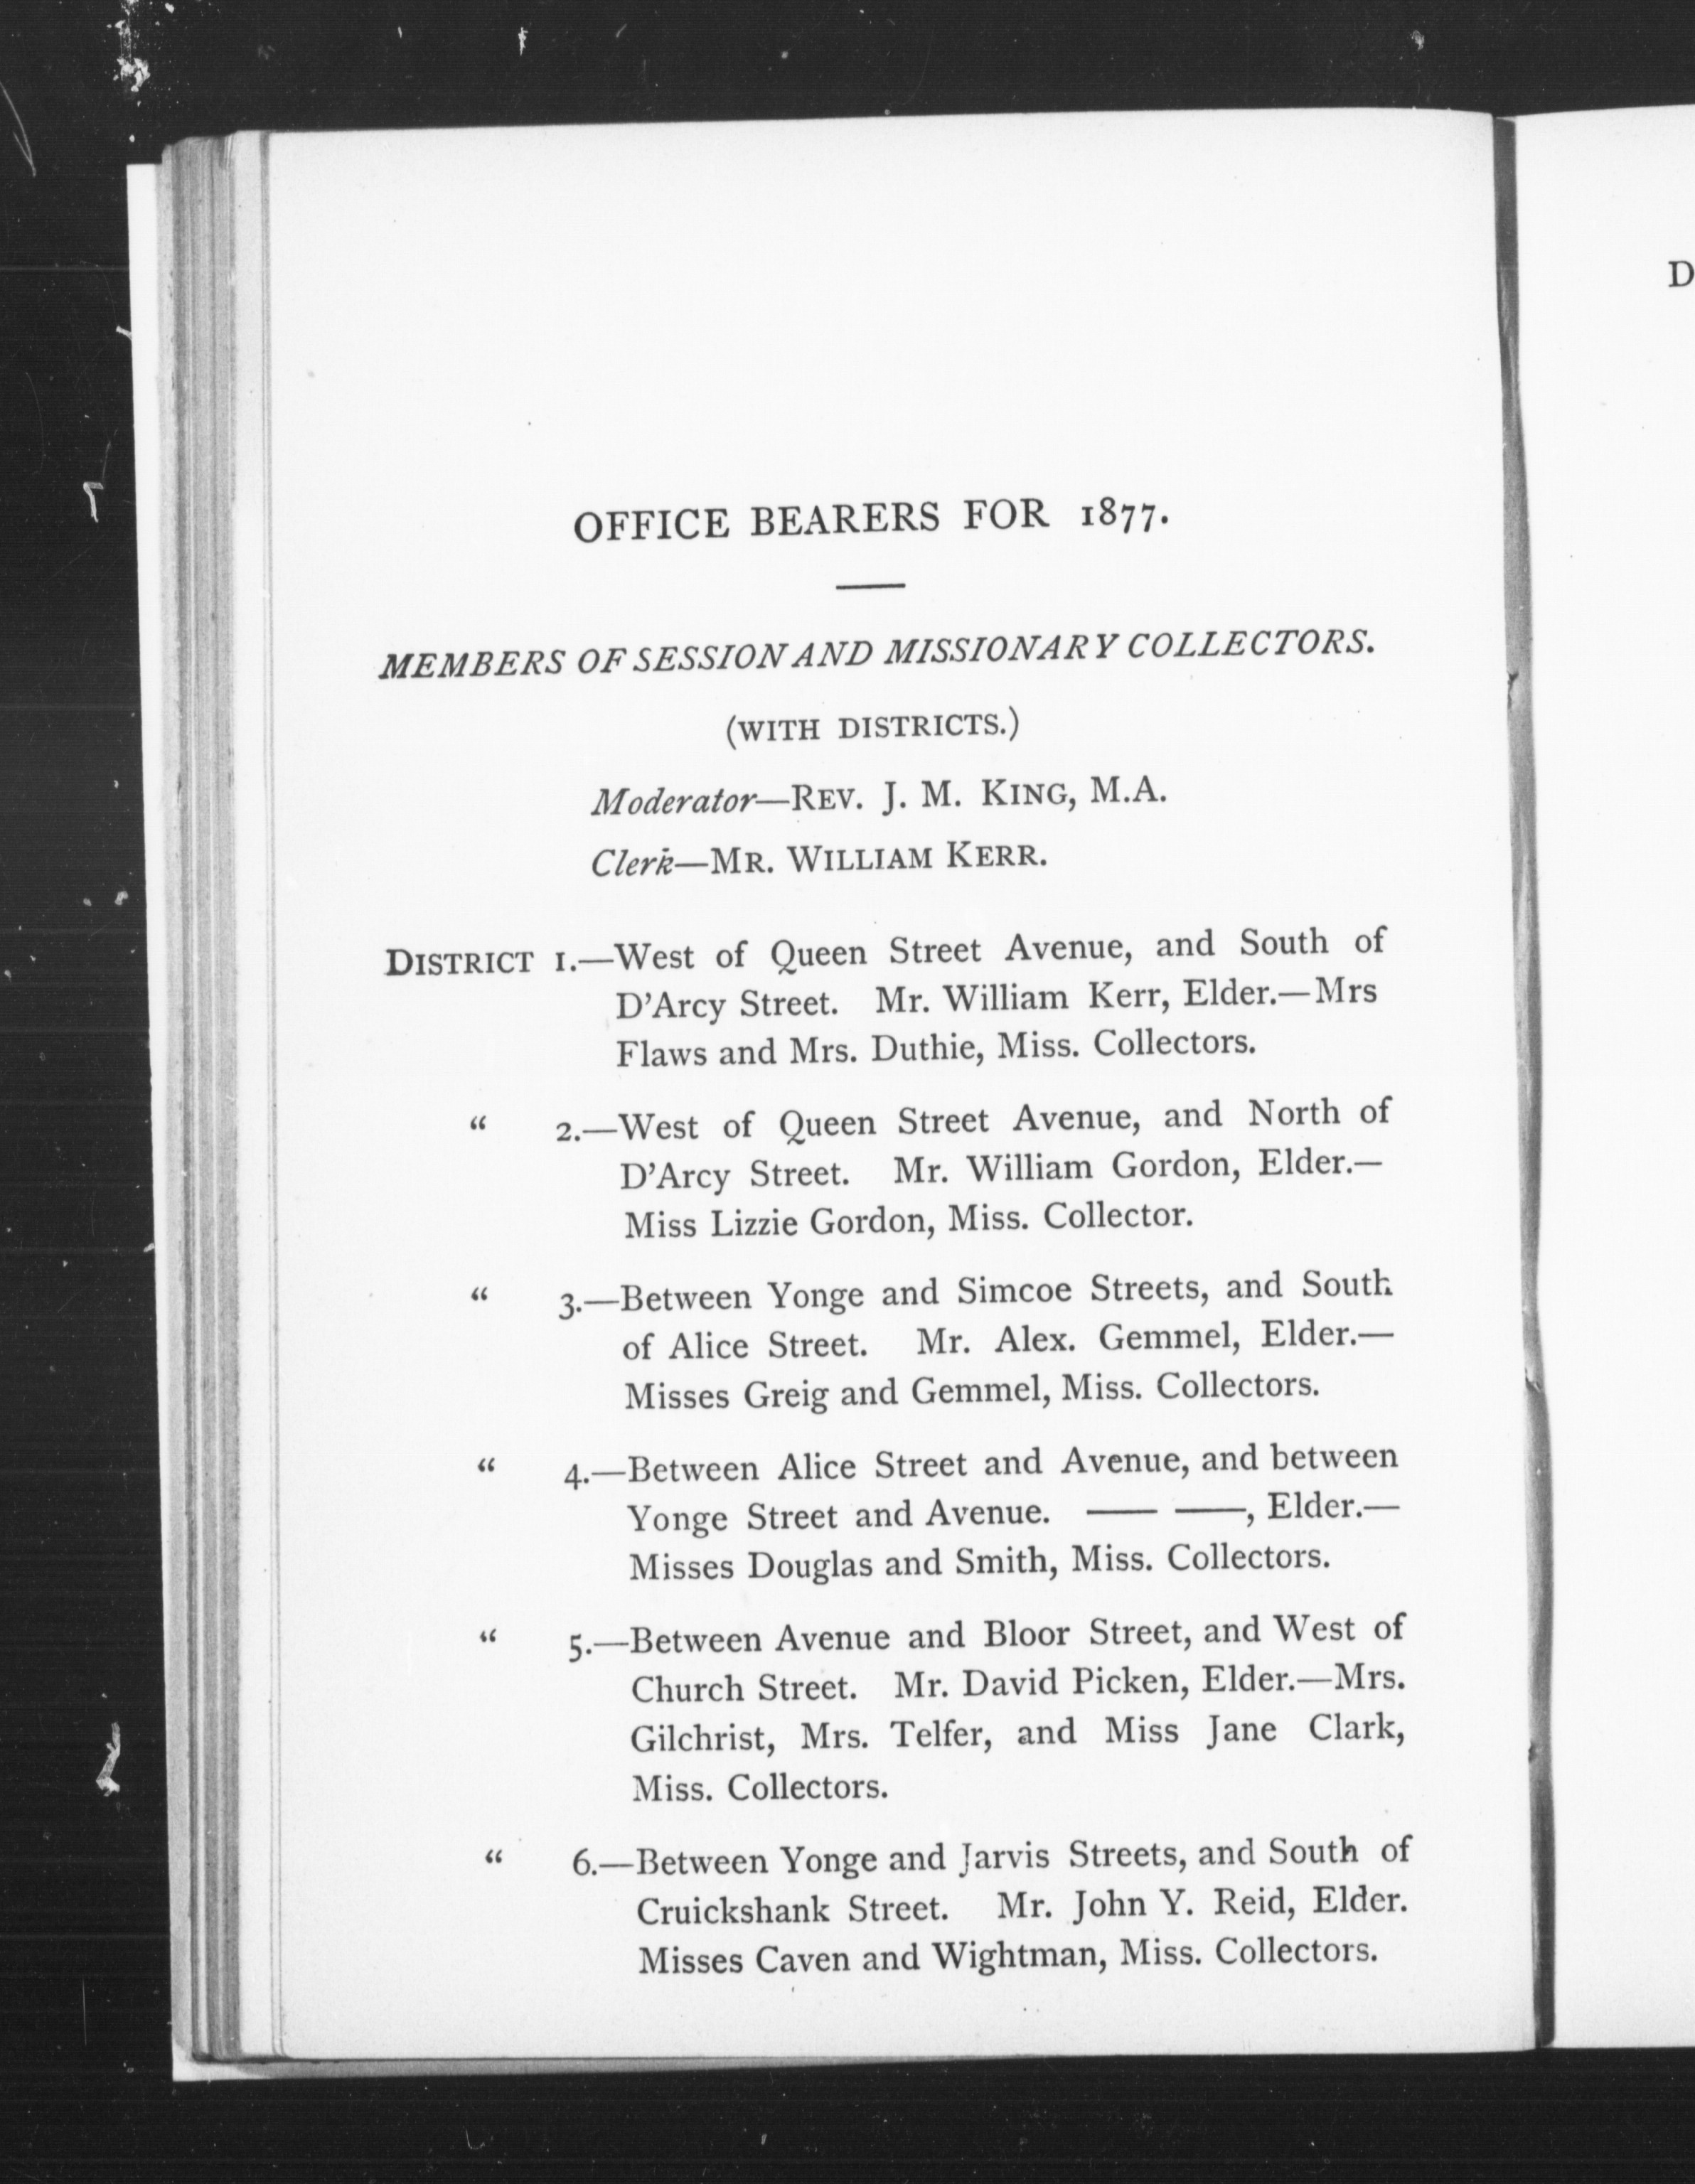 OFFICE BEARERS FOR 1877.
MEMBERS OF SESSION AND MISSIONARY COLLECTORS.
(WITH DISTRICTS.)
Moderator—REV. J. M. KING, M.A.
Clerk—MR. WILLIAM KERR.
DISTRICT 1.—West of Queen Street Avenue, and South of
D'Arcy Street. Mr. William Kerr, Elder.—Mrs
Flaws and Mrs. Duthie, Miss. Collectors.
“ 2.—West of Queen Street Avenue, and North of
D'Arcy Street. Mr. William Gordon, Elder.—
Miss Lizzie Gordon, Miss. Collector.
“ 3.—Between Yonge and Simcoe Streets, and South
of Alice Street. Mr. Alex. Gemmel, Elder.—
Misses Greig and Gemmel, Miss. Collectors.
“ 4.—Between Alice Street and Avenue, and between
Yonge Street and Avenue. —— ——, Elder.—
Misses Douglas and Smith, Miss. Collectors.
“ 5.—Between Avenue and Bloor Street, and West of
Church Street. Mr. David Picken, Elder.—Mrs.
Gilchrist, Mrs. Telfer, and Miss Jane Clark,
Miss. Collectors.
“ 6.—Between Yonge and Jarvis Streets, and South of
Cruickshank Street. Mr. John Y. Reid, Elder.
Misses Caven and Wightman, Miss. Collectors.
D